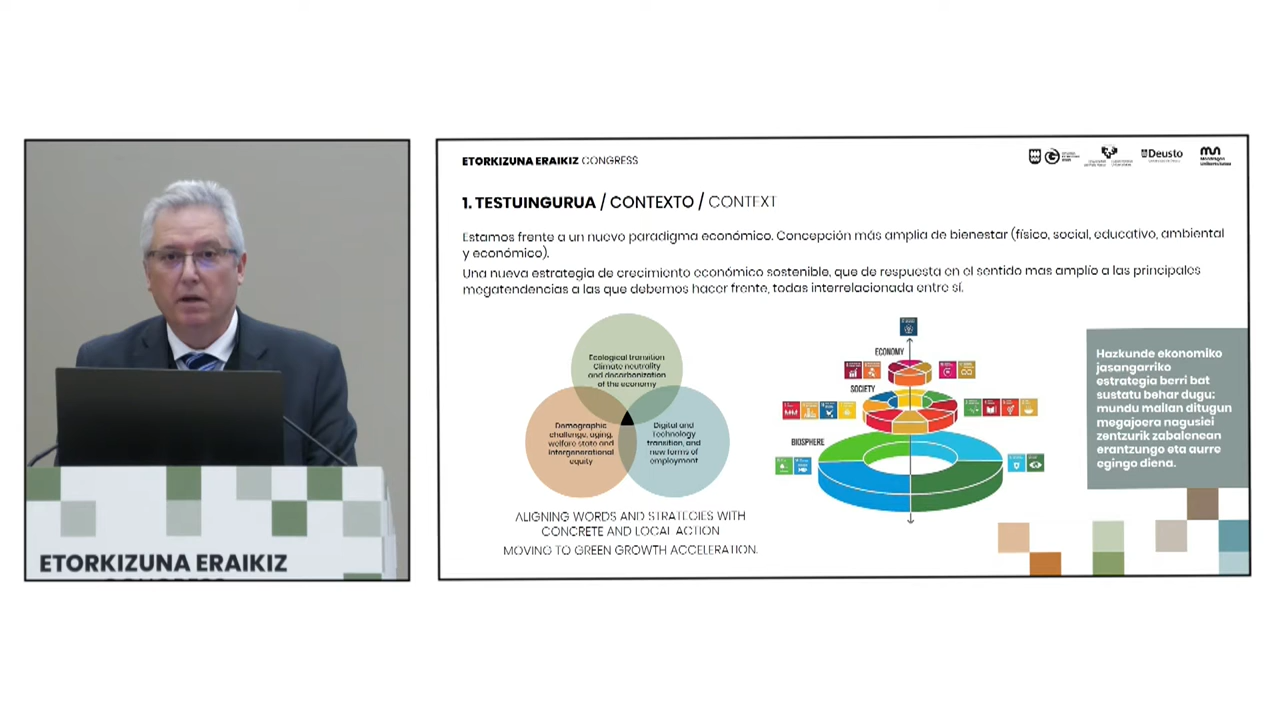 ETORKIZUNA ERAIKIZ
ETORKIZUNA ERAIKIZ CONGRESS
Deusto
Mondragon
Unibertsitatea
1. TESTUINGURUA / CONTEXTO / CONTEXT
Estamos frente a un nuevo paradigma económico. Concepción más amplia de bienestar (físico, social, educativo, ambiental
y económico).
Una nueva estrategia de crecimiento económico sostenible, que de respuesta en el sentido mas amplío a las principales
megatendencias a las que debemos hacer frente, todas interrelacionada entre sí.
Ecological transition
Climate neutrality
and decarbonization
of the economy
Demographic
challenge, aging,
welfare state and
intergenerational
equity
Digital and
Technology
transition, and
new forms of
employment
ALIGNING WORDS AND STRATEGIES WITH
CONCRETE AND LOCAL ACTION
MOVING TO GREEN GROWTH ACCELERATION.
ECONOMY
SOCIETY
BIOSPHERE
Hazkunde ekonomiko
jasangarriko
estrategia berri bat
sustatu behar dugu:
mundu mailan ditugun
megajoera nagusiei
zentzurik zabalenean
erantzungo eta aurre
egingo diena.